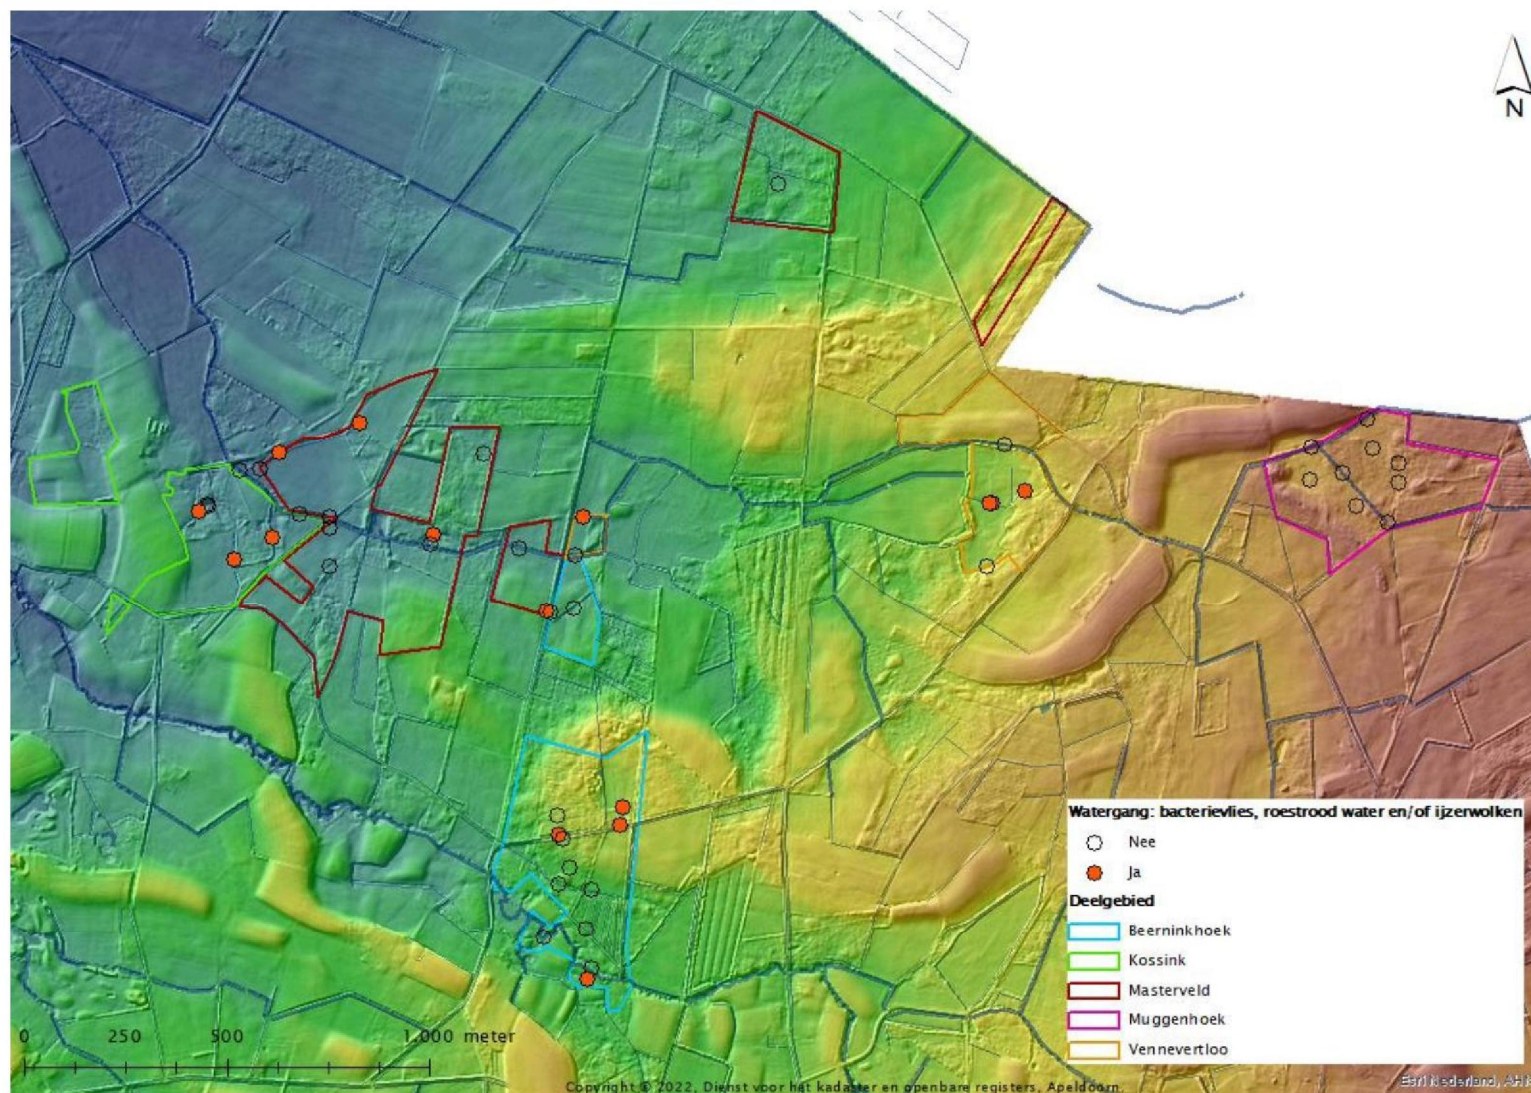 N
Watergang: bacterievlies, roestrood water en/of ijzerwolken
Nee
Ja
Deelgebied
Beerninkhoek
Kossink
Masterveld
Muggenhoek
Vennevertloo
0 250 500 1.000 meter
Copyright © 2022, Dienst voor het kadaster en openbare registers, Apeldoorn.
Esri Nederland, AHN